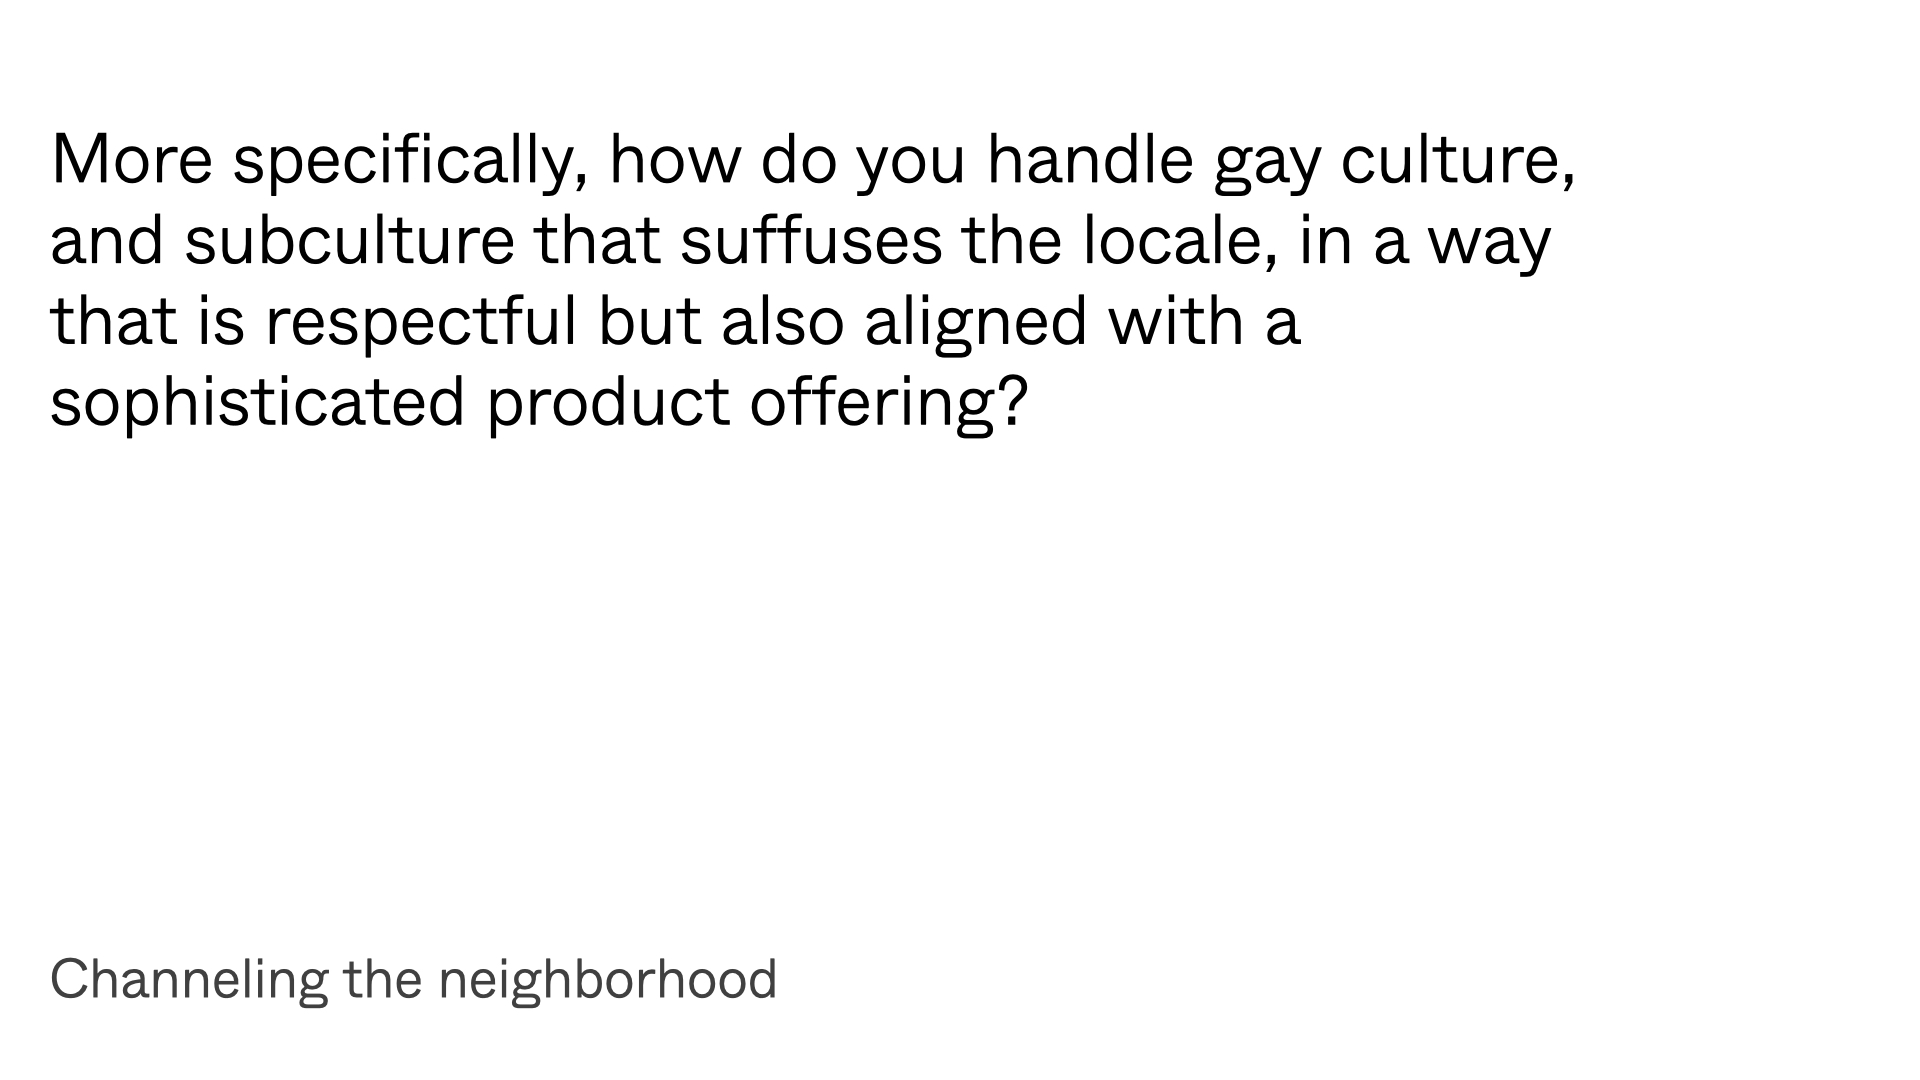 More specifically, how do you handle gay culture,
and subculture that suffuses the locale, in a way
that is respectful but also aligned with a
sophisticated product offering?
Channeling the neighborhood